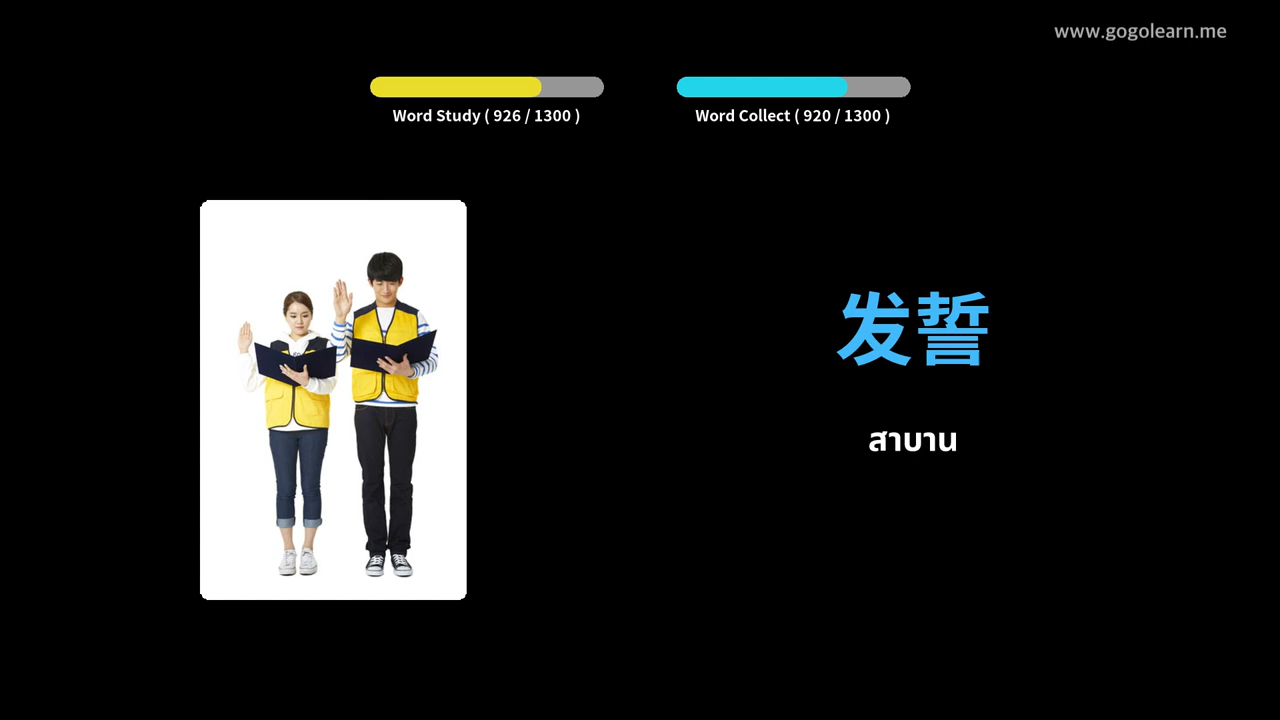 www.gogolearn.me
Word Study ( 926 / 1300 )
Word Collect ( 920 / 1300 )
发誓
สาบาน